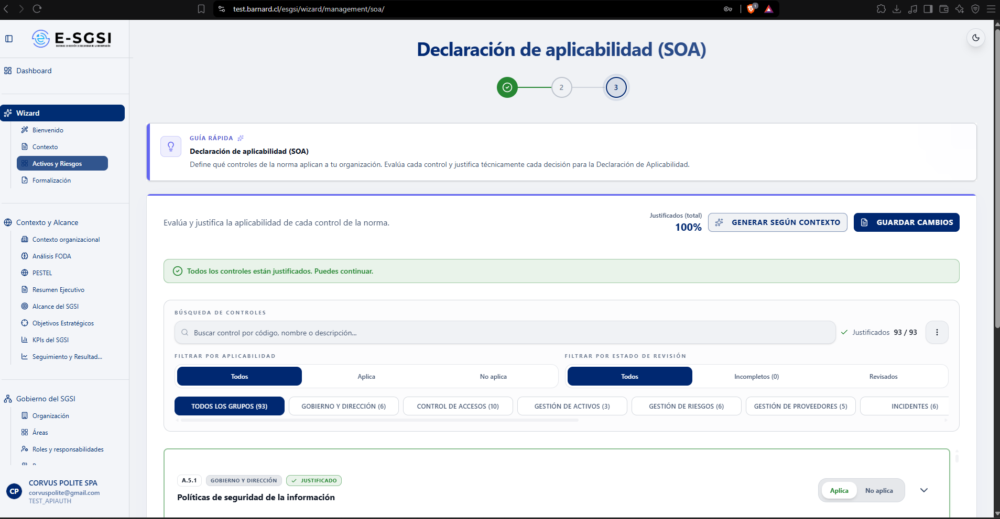 test.barnard.cl/esgsi/wizard/management/soa/
1
E-SGSI
SISTEMAS DE GESTIÓN DE SEGURIDAD DE LA INFORMACIÓN
Dashboard
Wizard
Bienvenido
Contexto
Activos y Riesgos
Formalización
Contexto y Alcance
Contexto organizacional
Análisis FODA
PESTEL
Resumen Ejecutivo
Alcance del SGSI
Objetivos Estratégicos
KPIs del SGSI
Seguimiento y Resultad...
Gobierno del SGSI
Organización
Áreas
Roles y responsabilidades
CP
CORVUS POLITE SPA
corvuspolite@gmail.com
TEST_APIAUTH
Declaración de aplicabilidad (SOA)
2
3
GUÍA RÁPIDA
Declaración de aplicabilidad (SOA)
Define qué controles de la norma aplican a tu organización. Evalúa cada control y justifica técnicamente cada decisión para la Declaración de Aplicabilidad.
Evalúa y justifica la aplicabilidad de cada control de la norma.
Justificados (total)
100%
GENERAR SEGÚN CONTEXTO
GUARDAR CAMBIOS
Todos los controles están justificados. Puedes continuar.
BÚSQUEDA DE CONTROLES
Buscar control por código, nombre o descripción...
Justificados 93 / 93
FILTRAR POR APLICABILIDAD
Todos
Aplica
No aplica
FILTRAR POR ESTADO DE REVISIÓN
Todos
Incompletos (0)
Revisados
TODOS LOS GRUPOS (93)
GOBIERNO Y DIRECCIÓN (6)
CONTROL DE ACCESOS (10)
GESTIÓN DE ACTIVOS (3)
GESTIÓN DE RIESGOS (6)
GESTIÓN DE PROVEEDORES (5)
INCIDENTES (6)
A.5.1
GOBIERNO Y DIRECCIÓN
JUSTIFICADO
Políticas de seguridad de la información
Aplica
No aplica